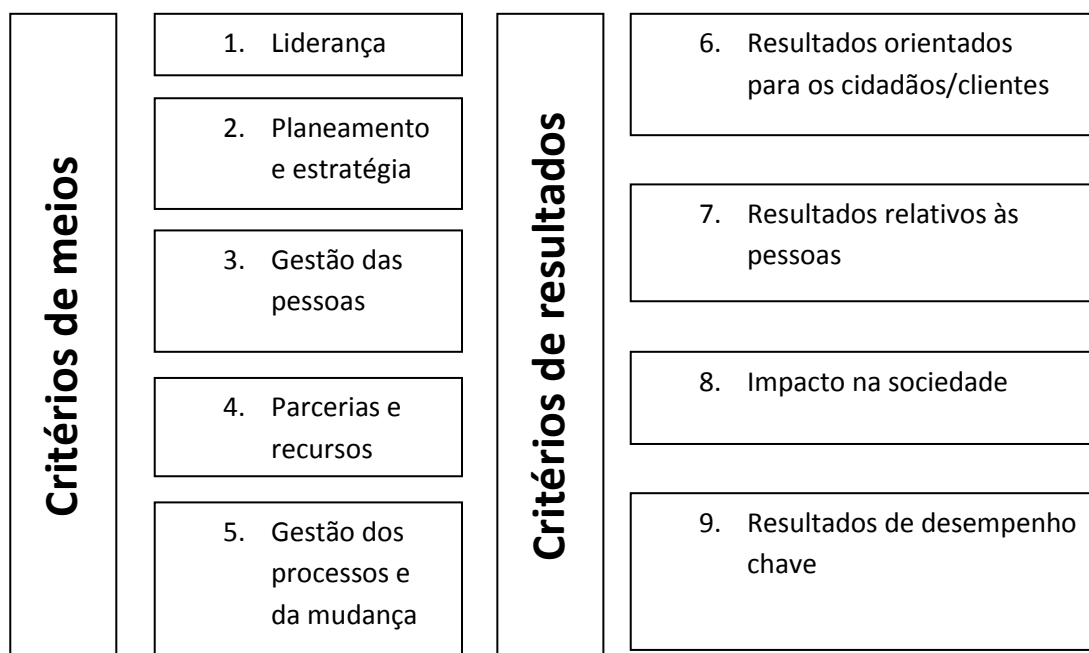 Critérios de meios
1. Liderança
2. Planeamento
e estratégia
3. Gestão das
pessoas
4. Parcerias e
recursos
5. Gestão dos
processos e
da mudança
Critérios de resultados
6. Resultados orientados
para os cidadãos/clientes
7. Resultados relativos às
pessoas
8. Impacto na sociedade
9. Resultados de desempenho
chave